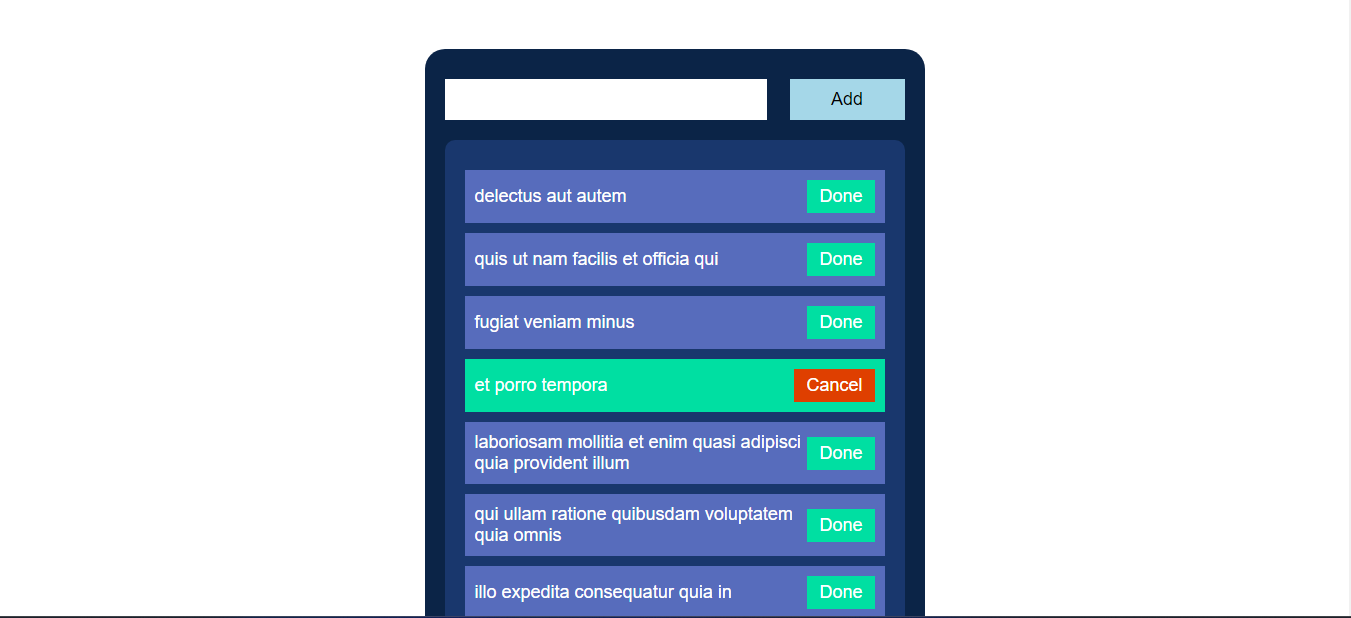 Add
delectus aut autem
Done
quis ut nam facilis et officia qui
Done
fugiat veniam minus
Done
et porro tempora
Cancel
laboriosam mollitia et enim quasi adipisci
quia provident illum
Done
qui ullam ratione quibusdam voluptatem
quia omnis
Done
illo expedita consequatur quia in
Done